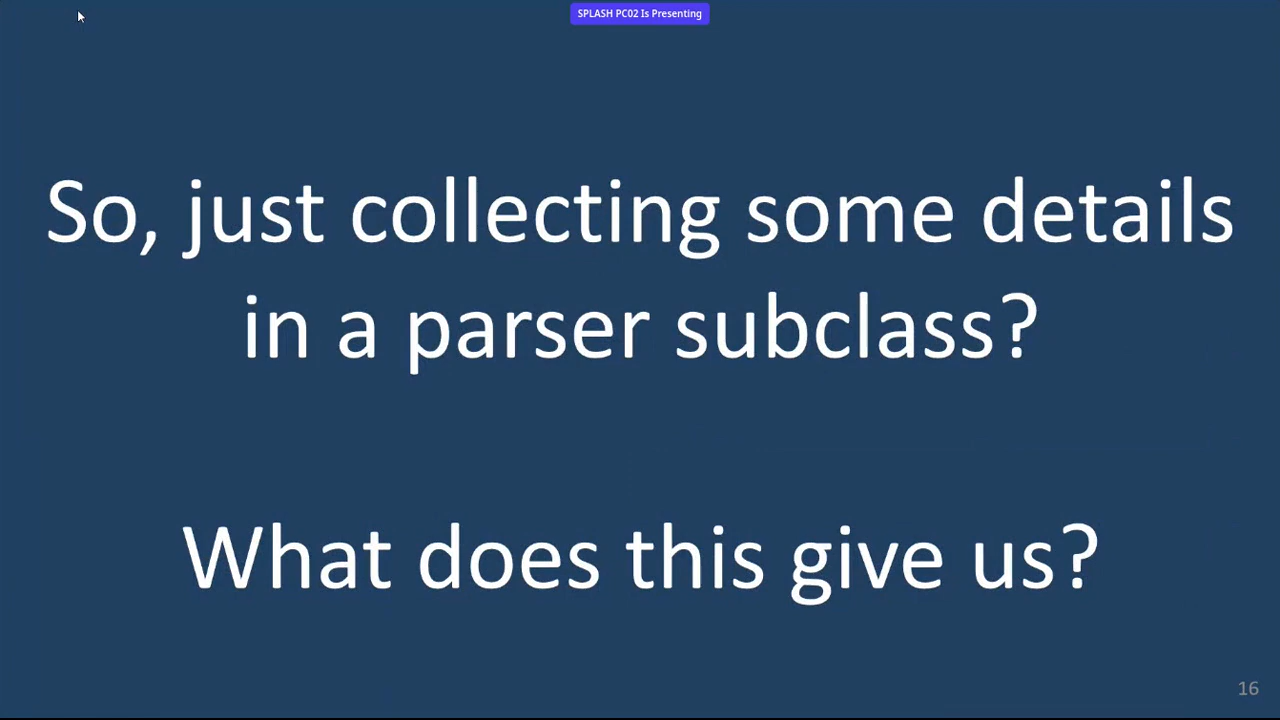 SPLASH PC02 Is Presenting
So, just collecting some details
in a parser subclass?
What does this give us?
16